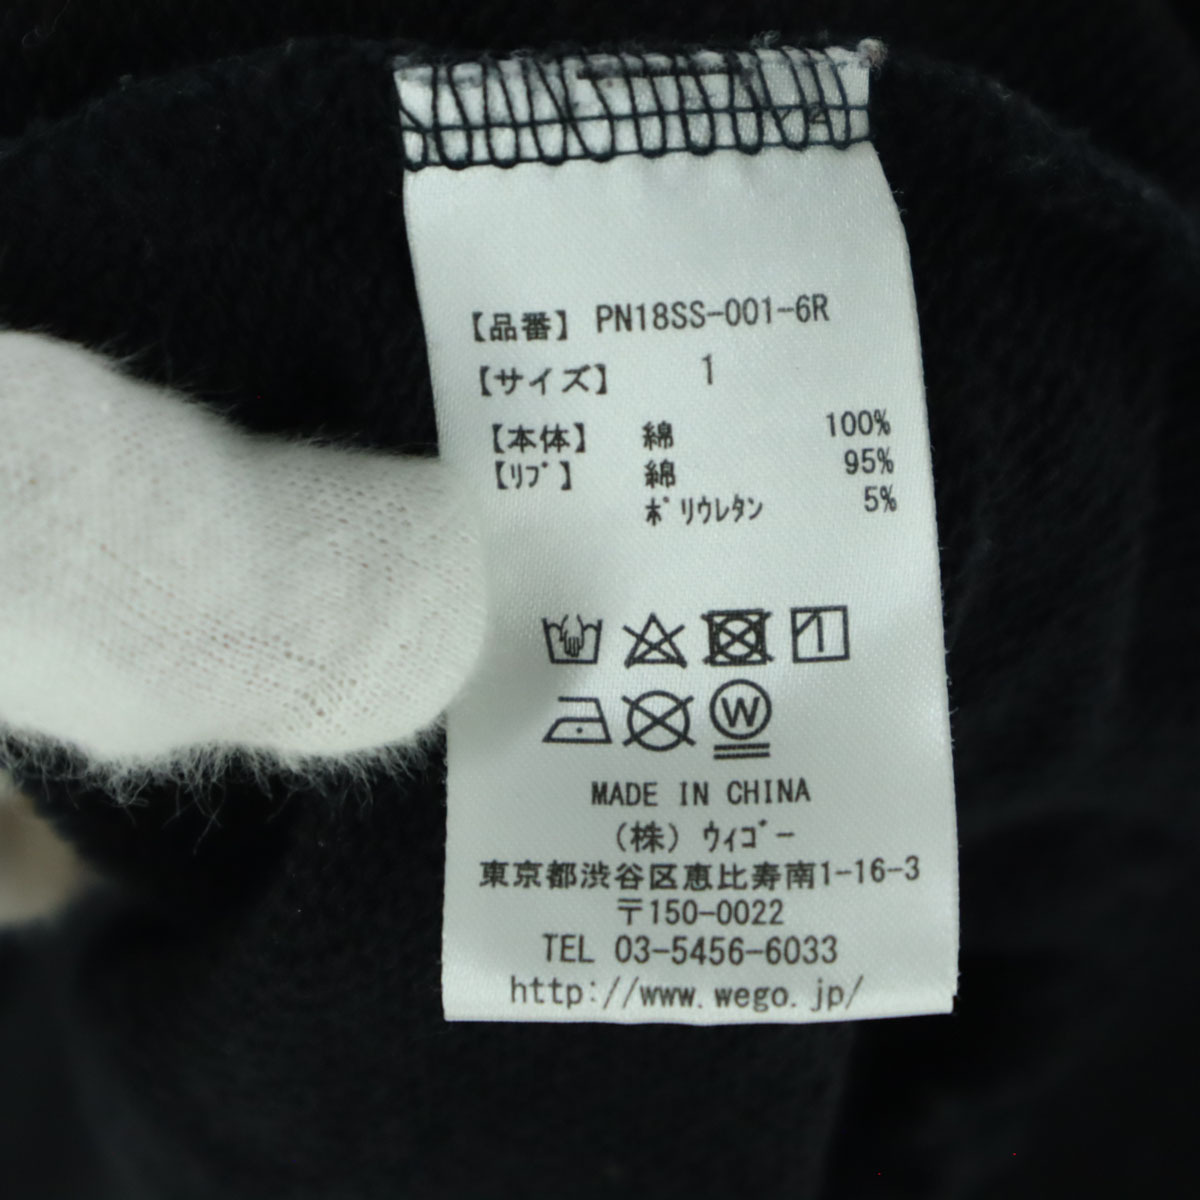 【品番】 PN18SS-001-6R
【サイズ】 1
【本体】 綿 100%
【ﾘﾌﾞ】 綿 95%
ﾎﾟﾘｳﾚﾀﾝ 5%
W
MADE IN CHINA
(株) ｳｨｺﾞｰ
東京都渋谷区恵比寿南1-16-3
〒150-0022
TEL 03-5456-6033
http://www.wego.jp/